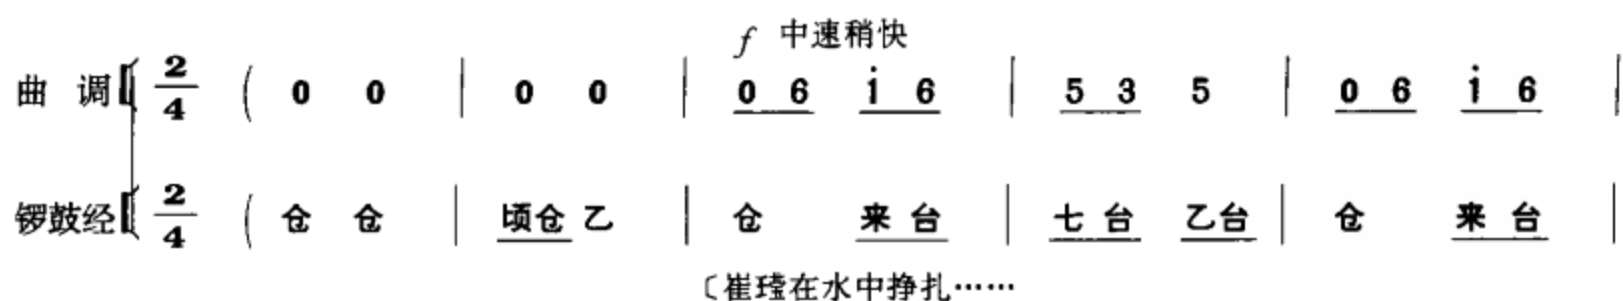 f 中速稍快
曲 调 2/4 ( 0 0 | 0 0 | 0 6 i 6 | 5 3 5 | 0 6 i 6 |
锣鼓经 2/4 ( 仓 仓 | 顷仓 乙 | 仓 来 台 | 七 台 乙台 | 仓 来 台 |
〔崔莹在水中挣扎……